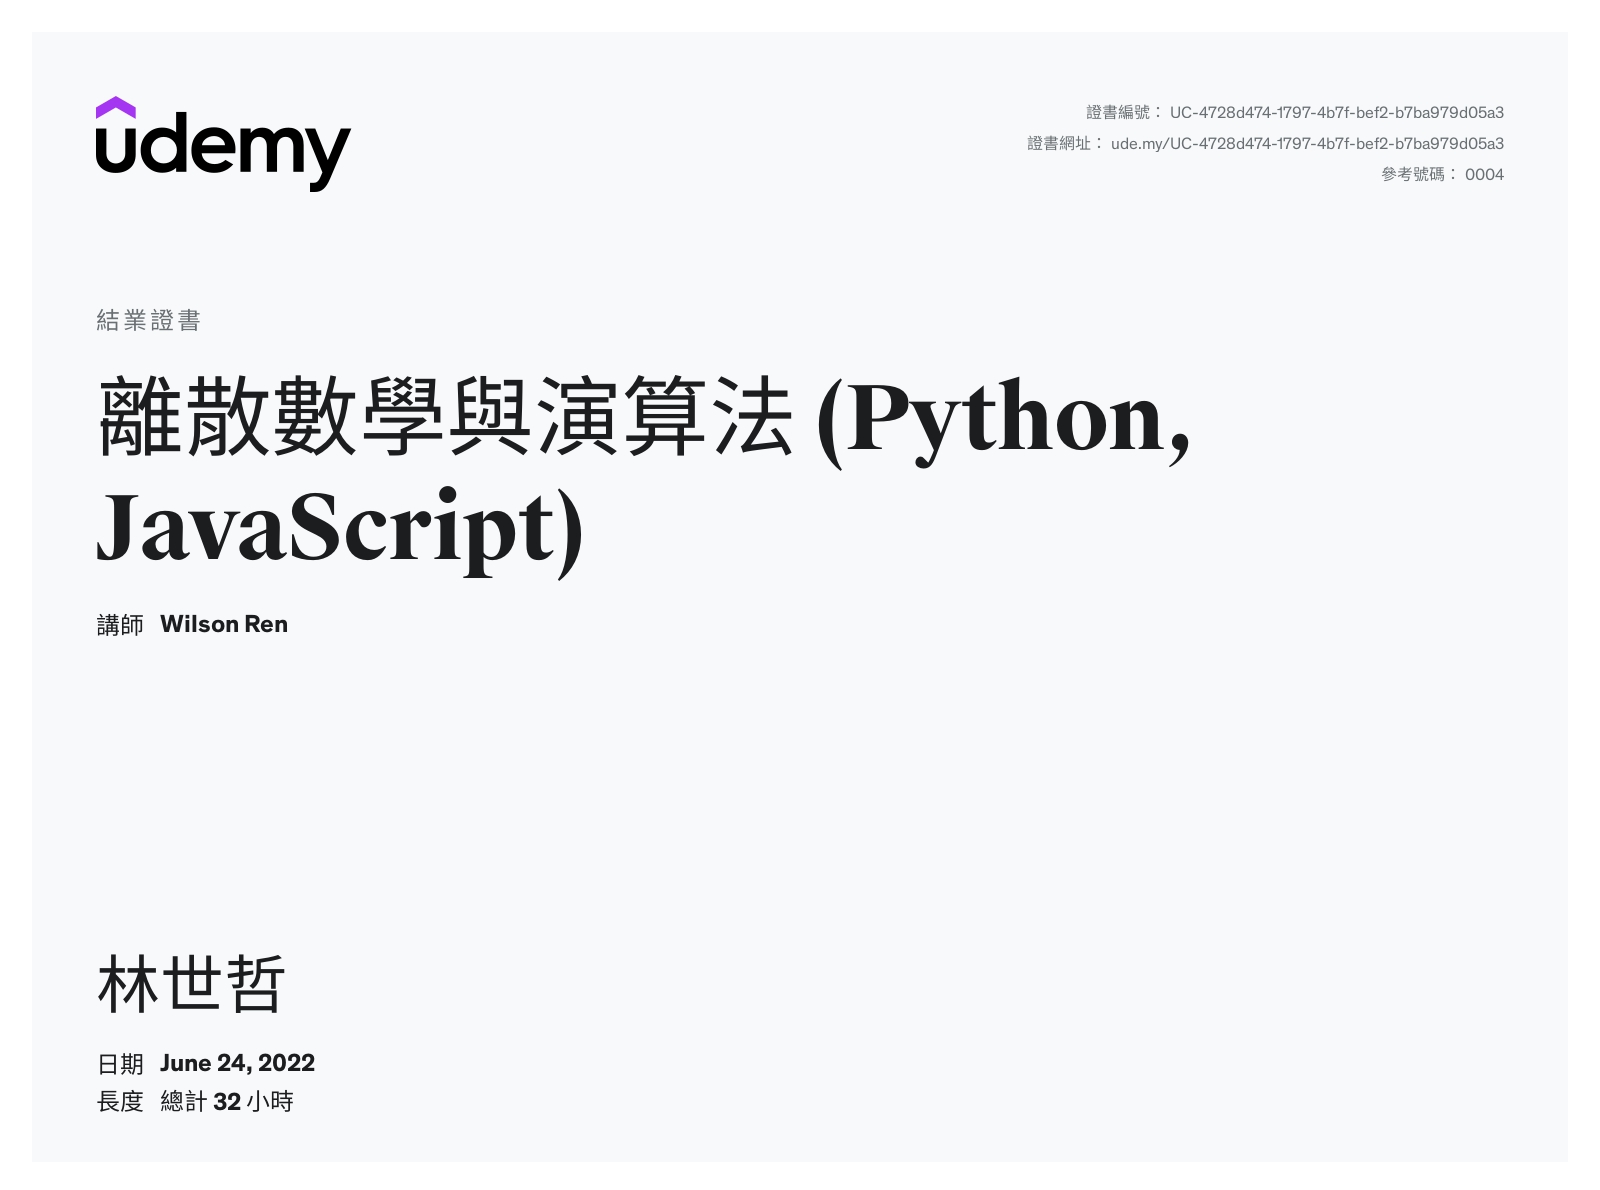 udemy
證書編號： UC-4728d474-1797-4b7f-bef2-b7ba979d05a3
證書網址： ude.my/UC-4728d474-1797-4b7f-bef2-b7ba979d05a3
參考號碼： 0004
結業證書
離散數學與演算法 (Python,
JavaScript)
講師 Wilson Ren
林世哲
日期 June 24, 2022
長度 總計 32 小時